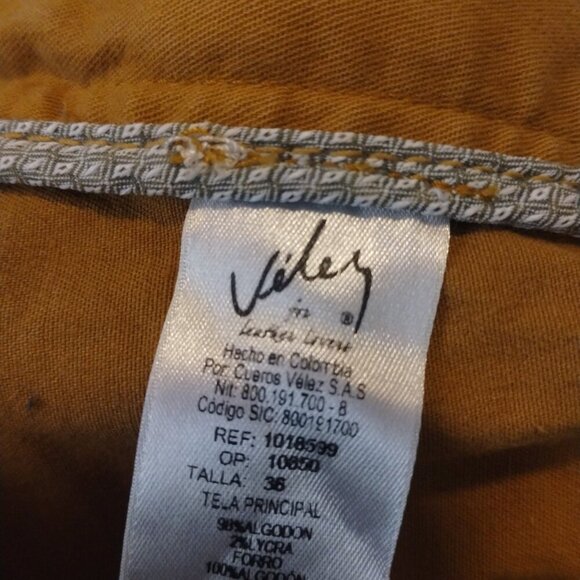 Vélez
for ®
Leather Lovers
Hecho en Colombia
Por: Cueros Vélez S.A.S
Nit: 800.191.700 - 8
Código SIC: 800191700
REF: 1018599
OP: 10850
TALLA: 36
TELA PRINCIPAL
98%ALGODON
2%LYCRA
FORRO
100%ALGODON